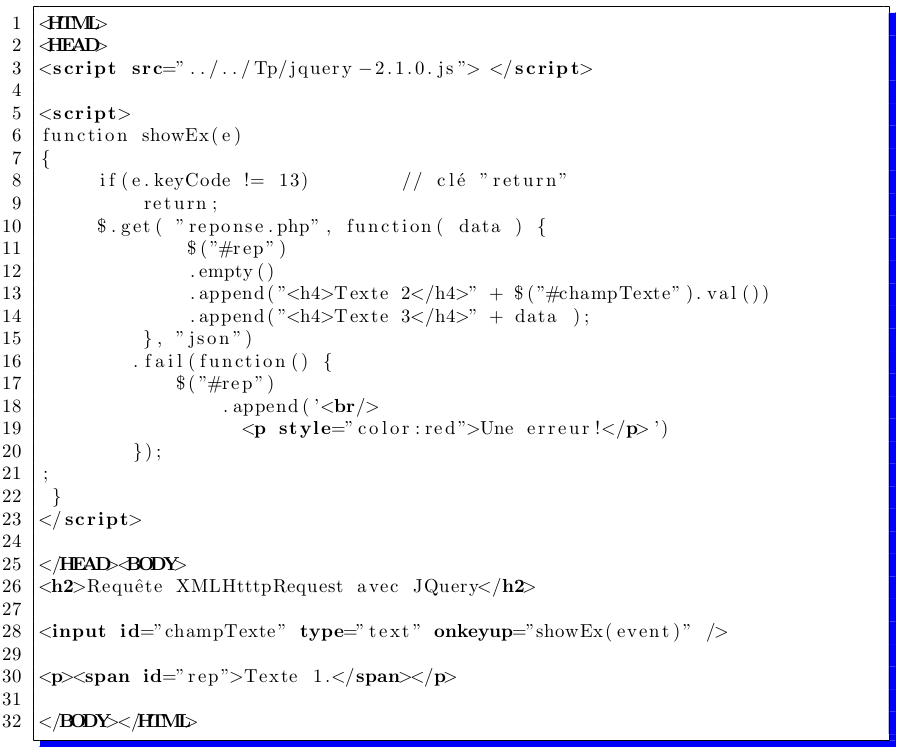 1 <HTML>
2 <HEAD>
3 <script src="../../Tp/jquery-2.1.0.js"> </script>
4
5 <script>
6 function showEx(e)
7 {
8 if(e.keyCode != 13) // clé "return"
9 return;
10 $.get( "reponse.php", function( data ) {
11 $("#rep")
12 .empty()
13 .append("<h4>Texte 2</h4>" + $("#champTexte").val())
14 .append("<h4>Texte 3</h4>" + data );
15 }, "json")
16 .fail(function() {
17 $("#rep")
18 .append('<br/>
19 <p style="color:red">Une erreur!</p>')
20 });
21 ;
22 }
23 </script>
24
25 </HEAD><BODY>
26 <h2>Requête XMLHtttpRequest avec JQuery</h2>
27
28 <input id="champTexte" type="text" onkeyup="showEx(event)" />
29
30 <p><span id="rep">Texte 1.</span></p>
31
32 </BODY></HTML>